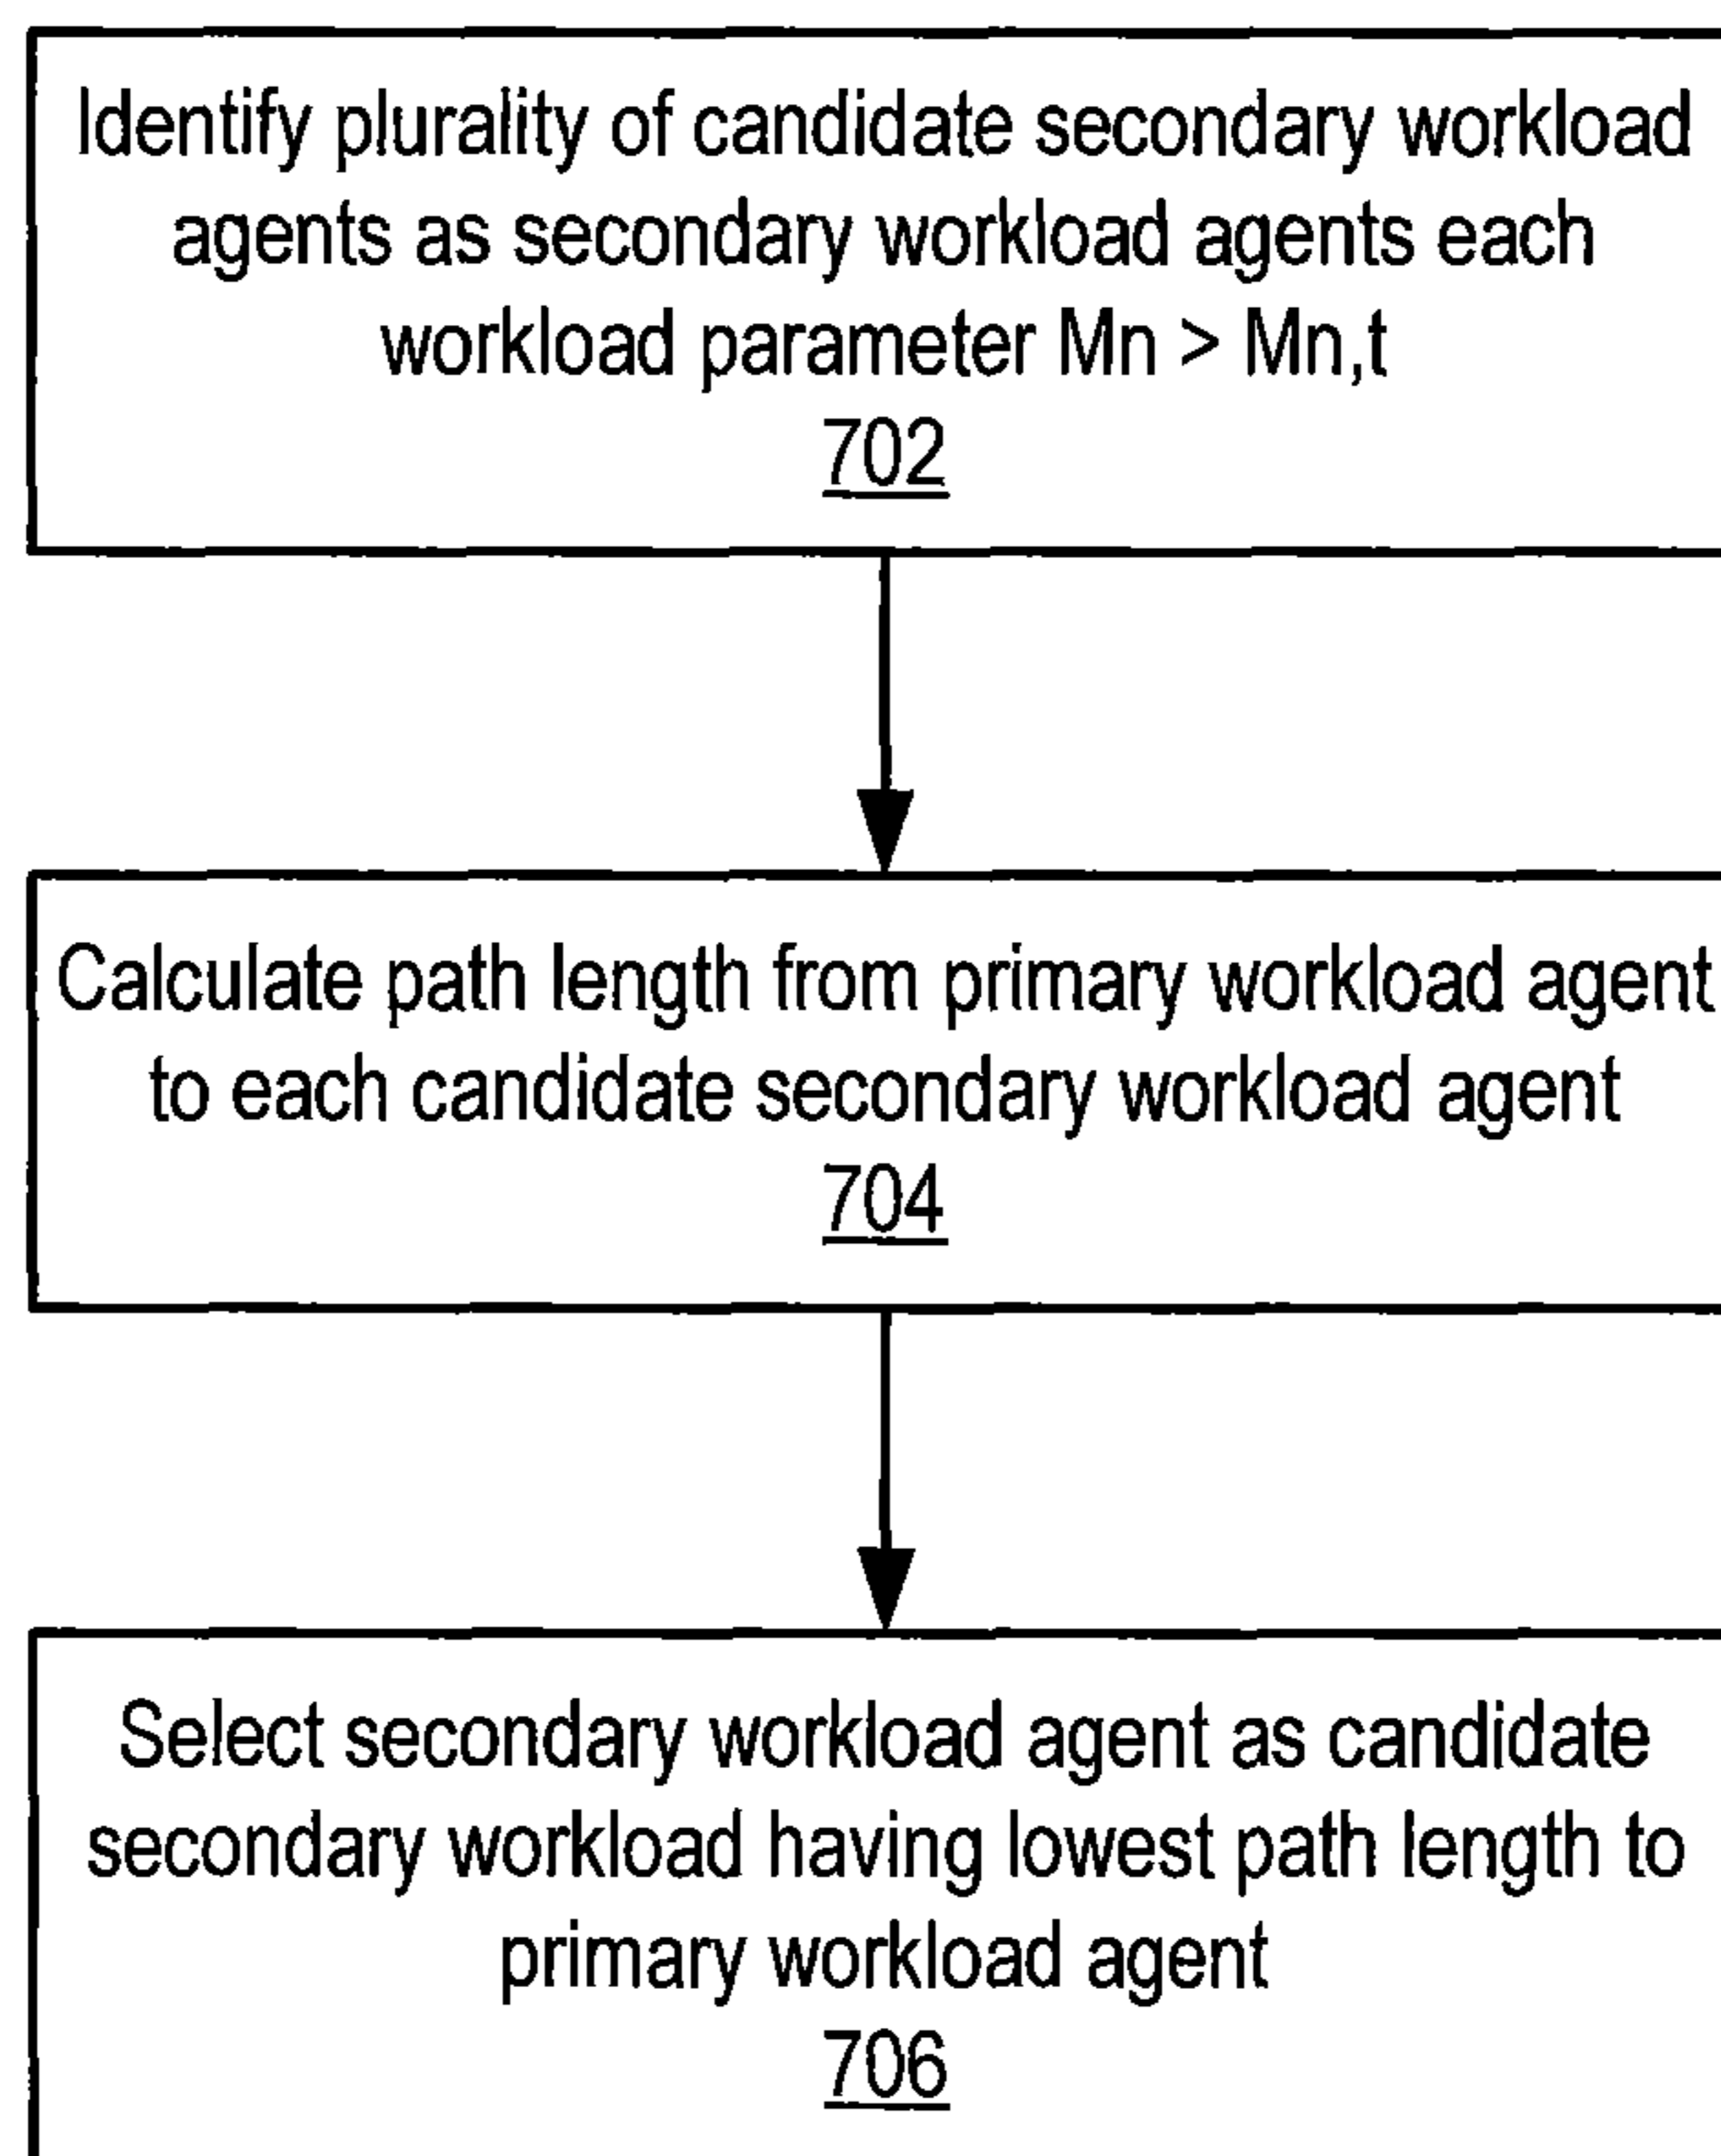 Identify plurality of candidate secondary workload
agents as secondary workload agents each
workload parameter Mn > Mn,t
702
Calculate path length from primary workload agent
to each candidate secondary workload agent
704
Select secondary workload agent as candidate
secondary workload having lowest path length to
primary workload agent
706